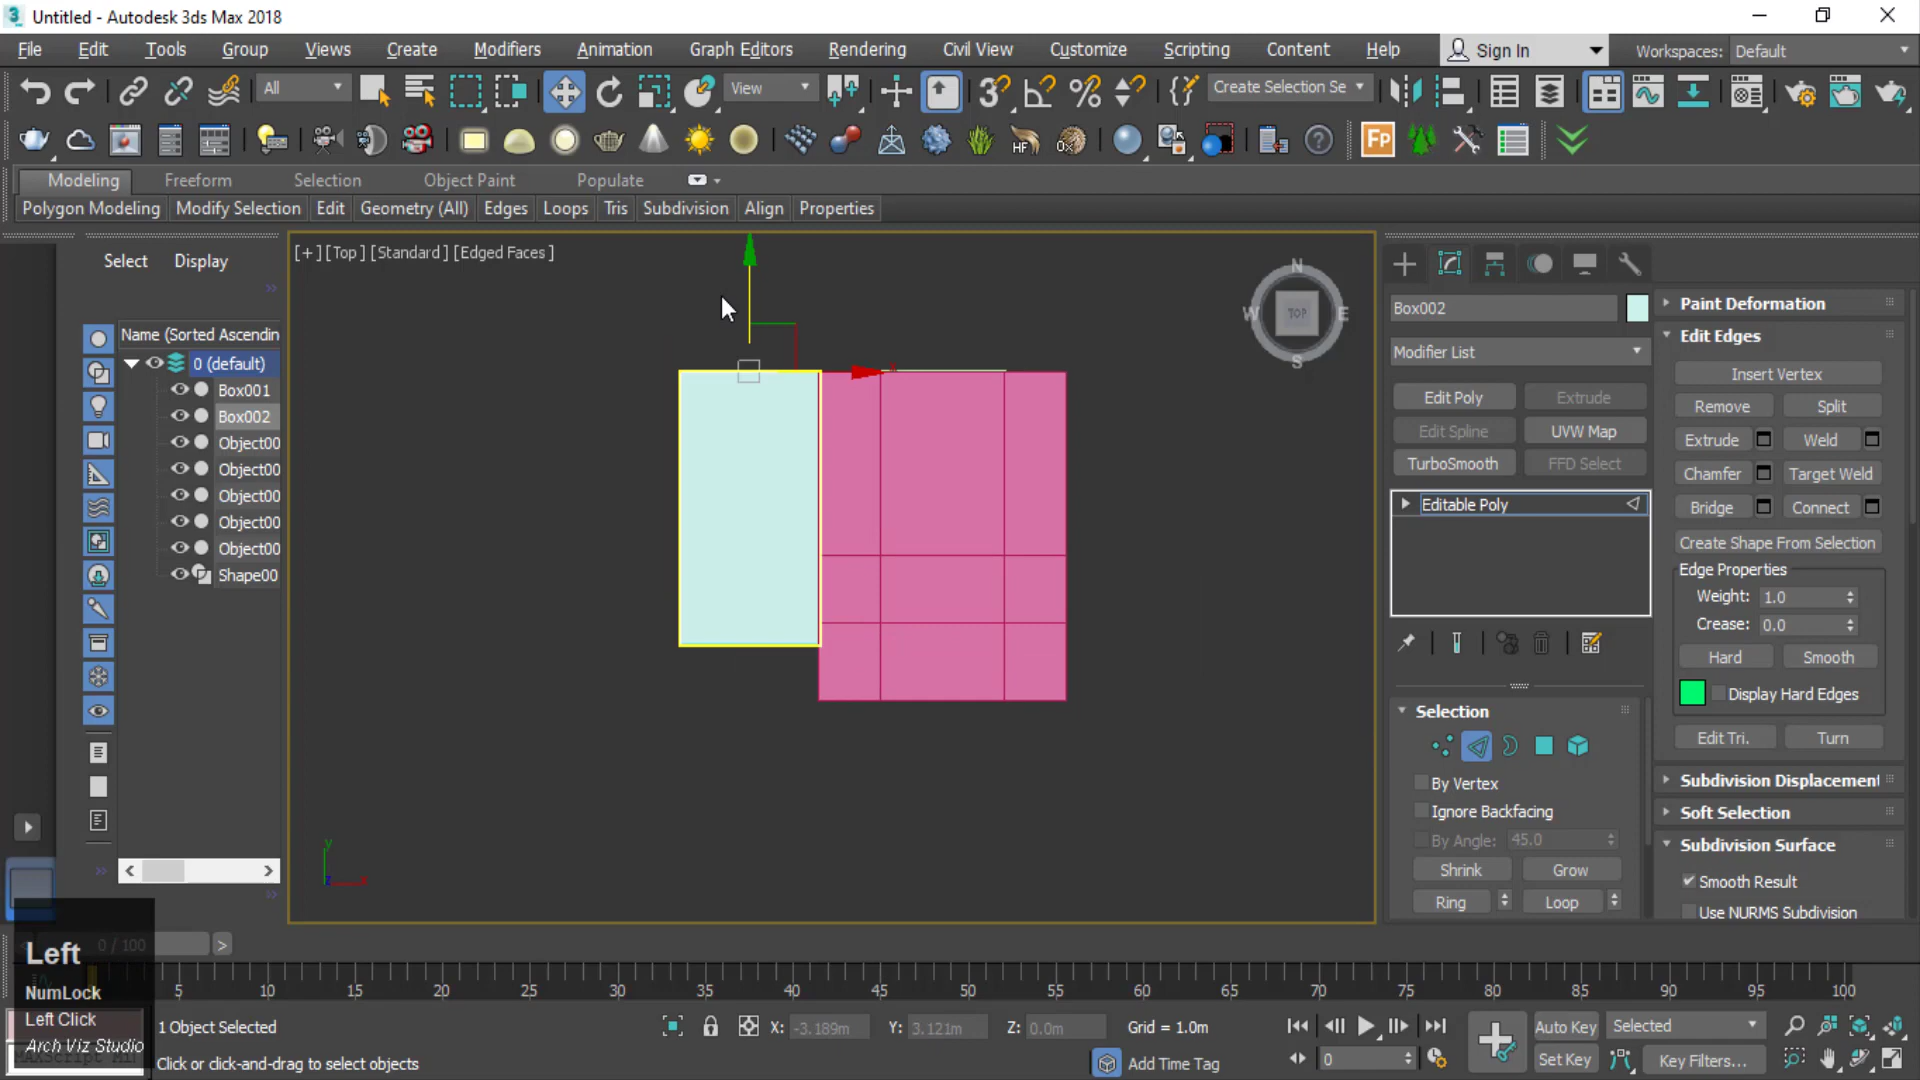 Untitled - Autodesk 3ds Max 2018
File Edit Tools Group Views Create Modifiers Animation Graph Editors Rendering Civil View Customize Scripting Content Help Sign In Workspaces: Default
All View Create Selection Se
Modeling Freeform Selection Object Paint Populate
Polygon Modeling Modify Selection Edit Geometry (All) Edges Loops Tris Subdivision Align Properties
Select Display
[+] [Top] [Standard] [Edged Faces]
N
W TOP E
S
Name (Sorted Ascendin
0 (default)
Box001
Box002
Object00
Object00
Object00
Object00
Object00
Shape00
Box002
Modifier List
Edit Poly Extrude
Edit Spline UVW Map
TurboSmooth FFD Select
Editable Poly
Selection
By Vertex
Ignore Backfacing
By Angle: 45.0
Shrink Grow
Ring Loop
Paint Deformation
Edit Edges
Insert Vertex
Remove Split
Extrude Weld
Chamfer Target Weld
Bridge Connect
Create Shape From Selection
Edge Properties
Weight: 1.0
Crease: 0.0
Hard Smooth
Display Hard Edges
Edit Tri. Turn
Subdivision Displacement
Soft Selection
Subdivision Surface
Smooth Result
Use NURMS Subdivision
y
0 / 100
Left
NumLock
Left Click
Arch Viz Studio
5 10 15 20 25 30 35 40 45 50 55 60 65 70 75 80 85 90 95 100
1 Object Selected
Click or click-and-drag to select objects
X: -3.189m Y: 3.121m Z: 0.0m Grid = 1.0m
Add Time Tag
0
Auto Key Selected
Set Key Key Filters...